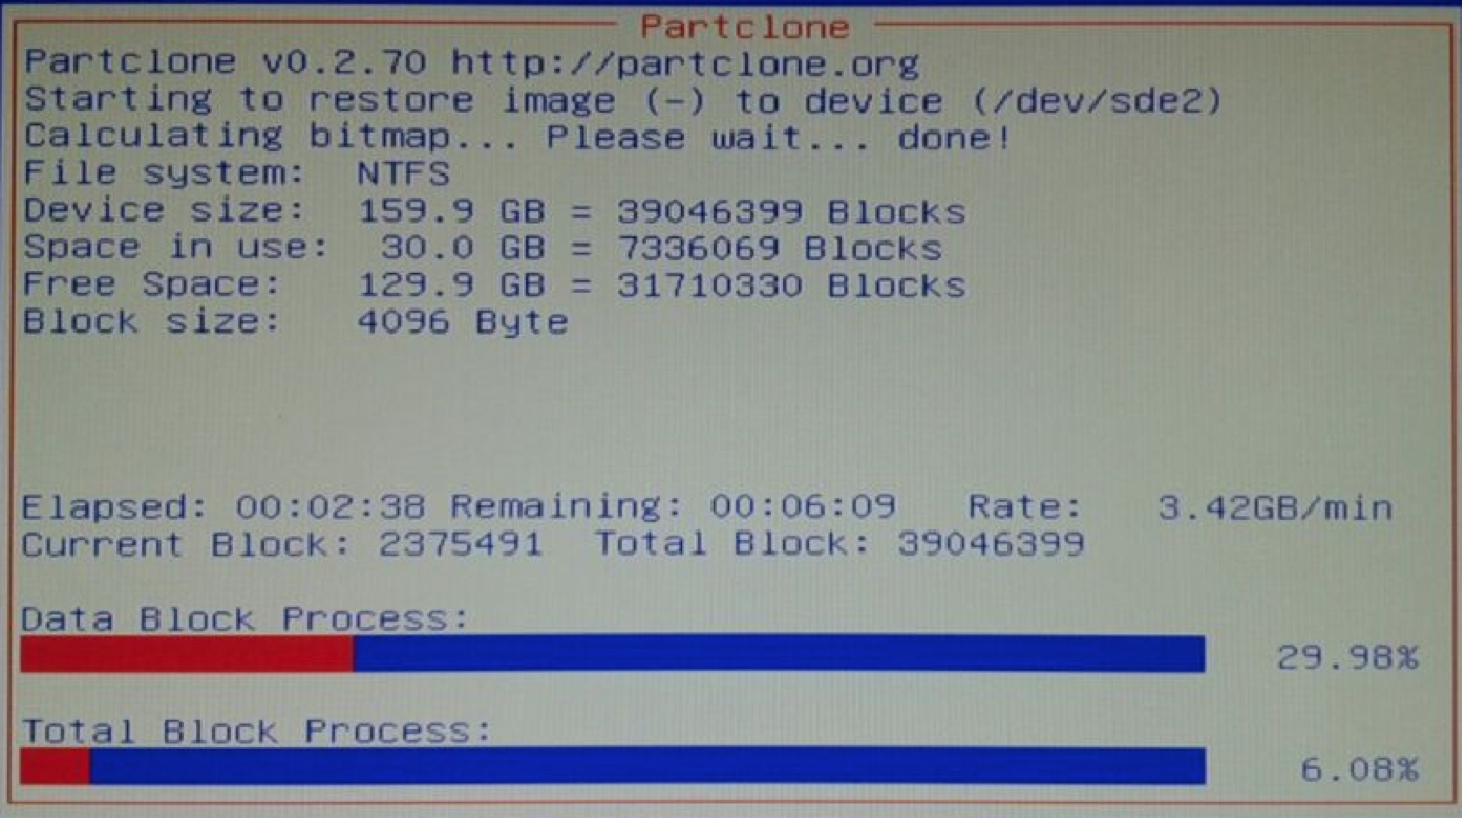 Partclone
Partclone v0.2.70 http://partclone.org
Starting to restore image (-) to device (/dev/sde2)
Calculating bitmap... Please wait... done!
File system:  NTFS
Device size:  159.9 GB = 39046399 Blocks
Space in use:  30.0 GB = 7336069 Blocks
Free Space:   129.9 GB = 31710330 Blocks
Block size:   4096 Byte
Elapsed: 00:02:38 Remaining: 00:06:09   Rate:   3.42GB/min
Current Block: 2375491  Total Block: 39046399
Data Block Process:
29.98%
Total Block Process:
6.08%